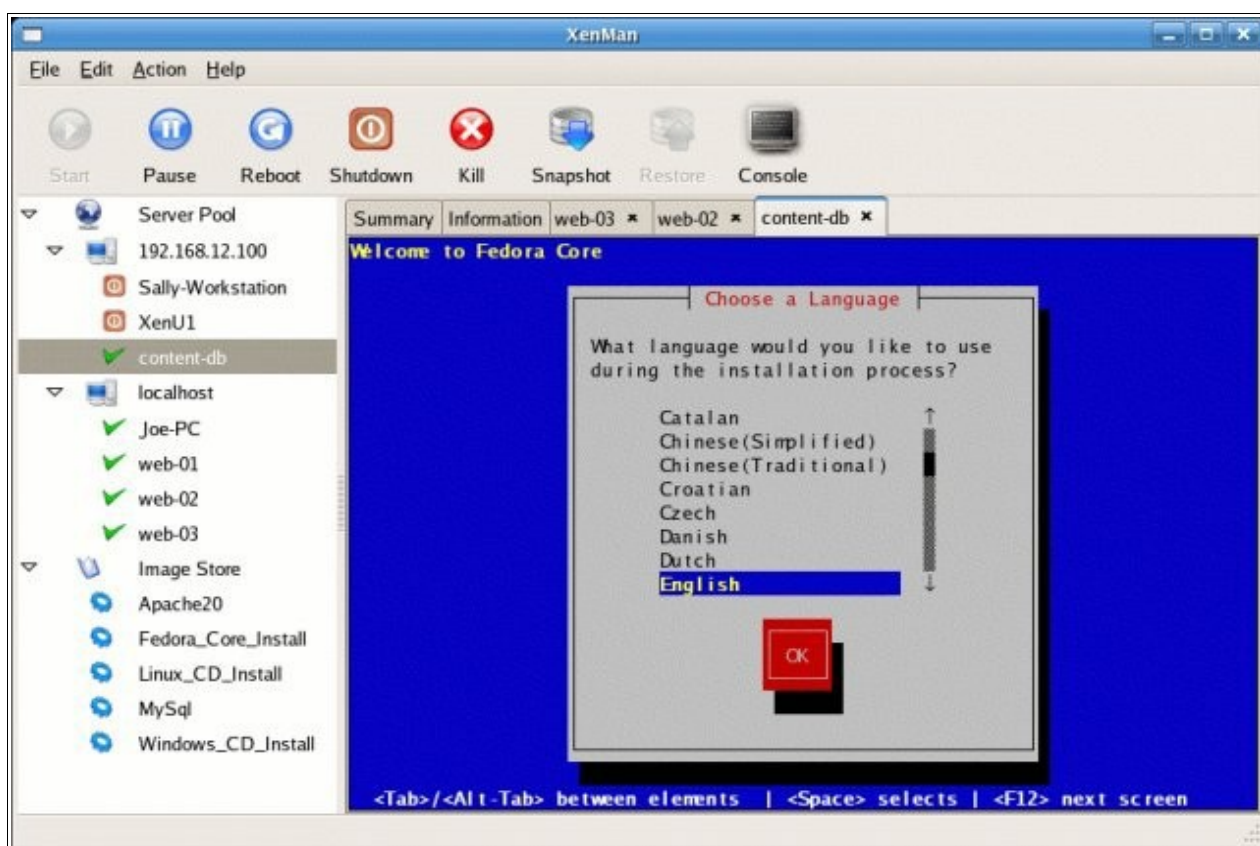 XenMan
File Edit Action Help
Start Pause Reboot Shutdown Kill Snapshot Restore Console
Server Pool
192.168.12.100
Sally-Workstation
XenU1
content-db
localhost
Joe-PC
web-01
web-02
web-03
Image Store
Apache20
Fedora_Core_Install
Linux_CD_Install
MySql
Windows_CD_Install
Summary Information web-03 web-02 content-db
Welcome to Fedora Core
Choose a Language
What language would you like to use
during the installation process?
Catalan
Chinese(Simplified)
Chinese(Traditional)
Croatian
Czech
Danish
Dutch
English
OK
<Tab>/<Alt-Tab> between elements | <Space> selects | <F12> next screen